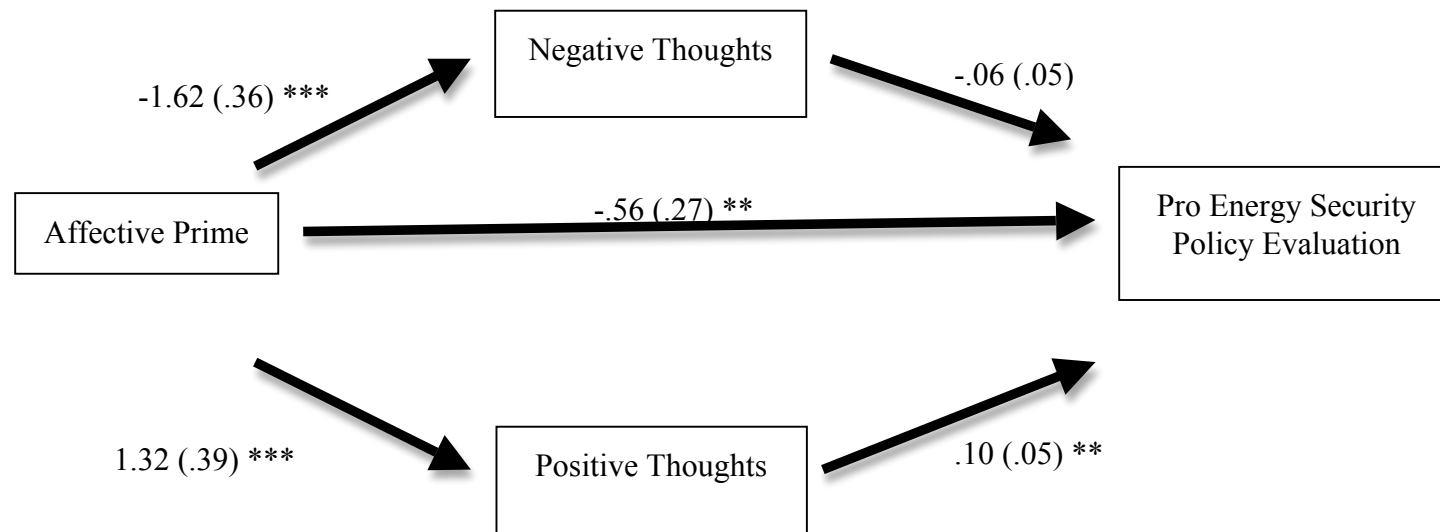 Negative Thoughts
-.06 (.05)
-1.62 (.36) ***
Affective Prime
-.56 (.27) **
Pro Energy Security
Policy Evaluation
1.32 (.39) ***
Positive Thoughts
.10 (.05) **